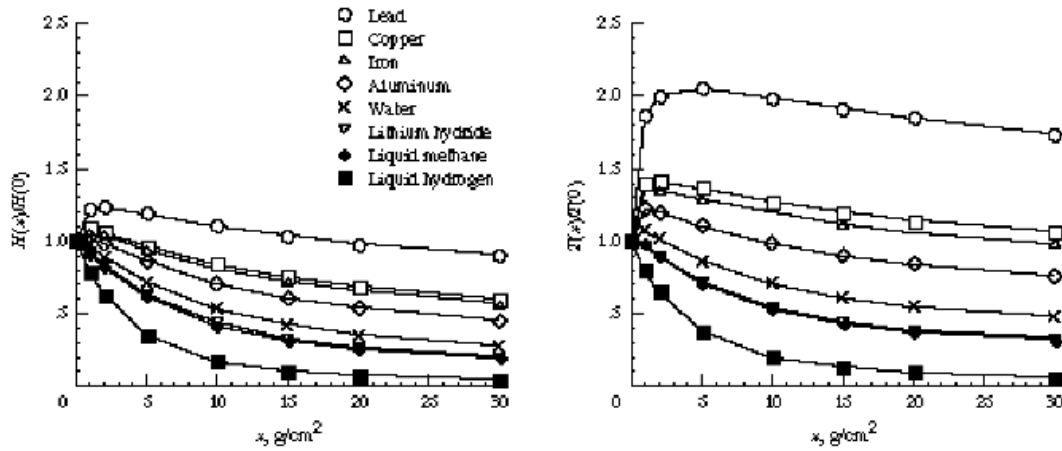 2.5
2.0
1.5
1.0
.5
0
5
10
15
20
25
30
H(x)/H(0)
x, g/cm2
Lead
Copper
Iron
Aluminum
Water
Lithium hydride
Liquid methane
Liquid hydrogen
2.5
2.0
1.5
1.0
.5
0
5
10
15
20
25
30
T(x)/T(0)
x, g/cm2